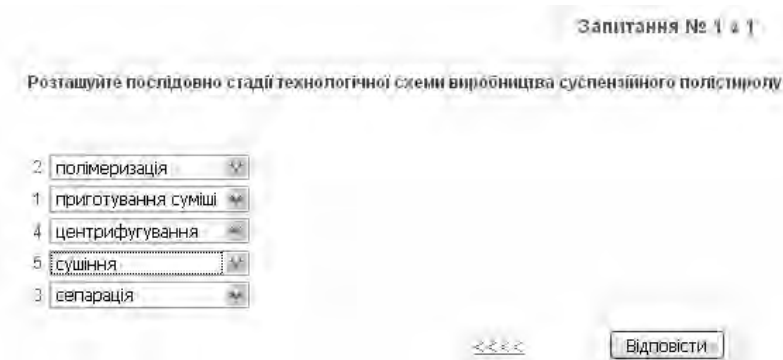 Запитання № 1 з 1
Розташуйте послідовно стадії технологічної схеми виробництва суспензійного полістиролу
2 полімеризація
1 приготування суміші
4 центрифугування
5 сушіння
3 сепарація
<<<<
Відповісти